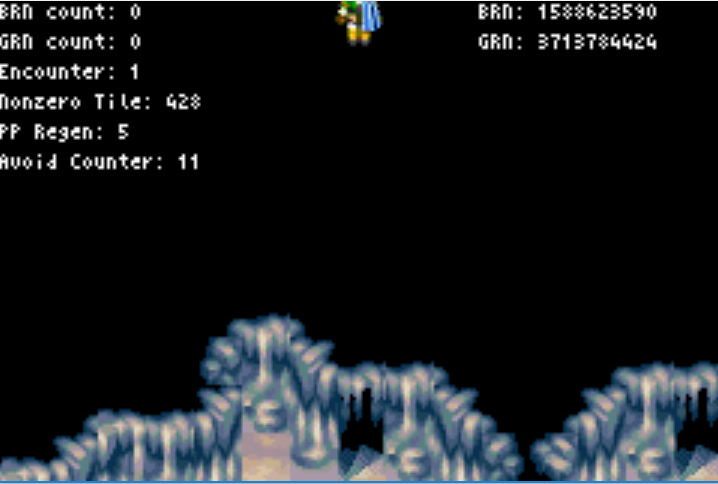 BRN count: 0
GRN count: 0
Encounter: 1
Nonzero Tile: 428
PP Regen: 5
Avoid Counter: 11
BRN: 1588623590
GRN: 3713784424